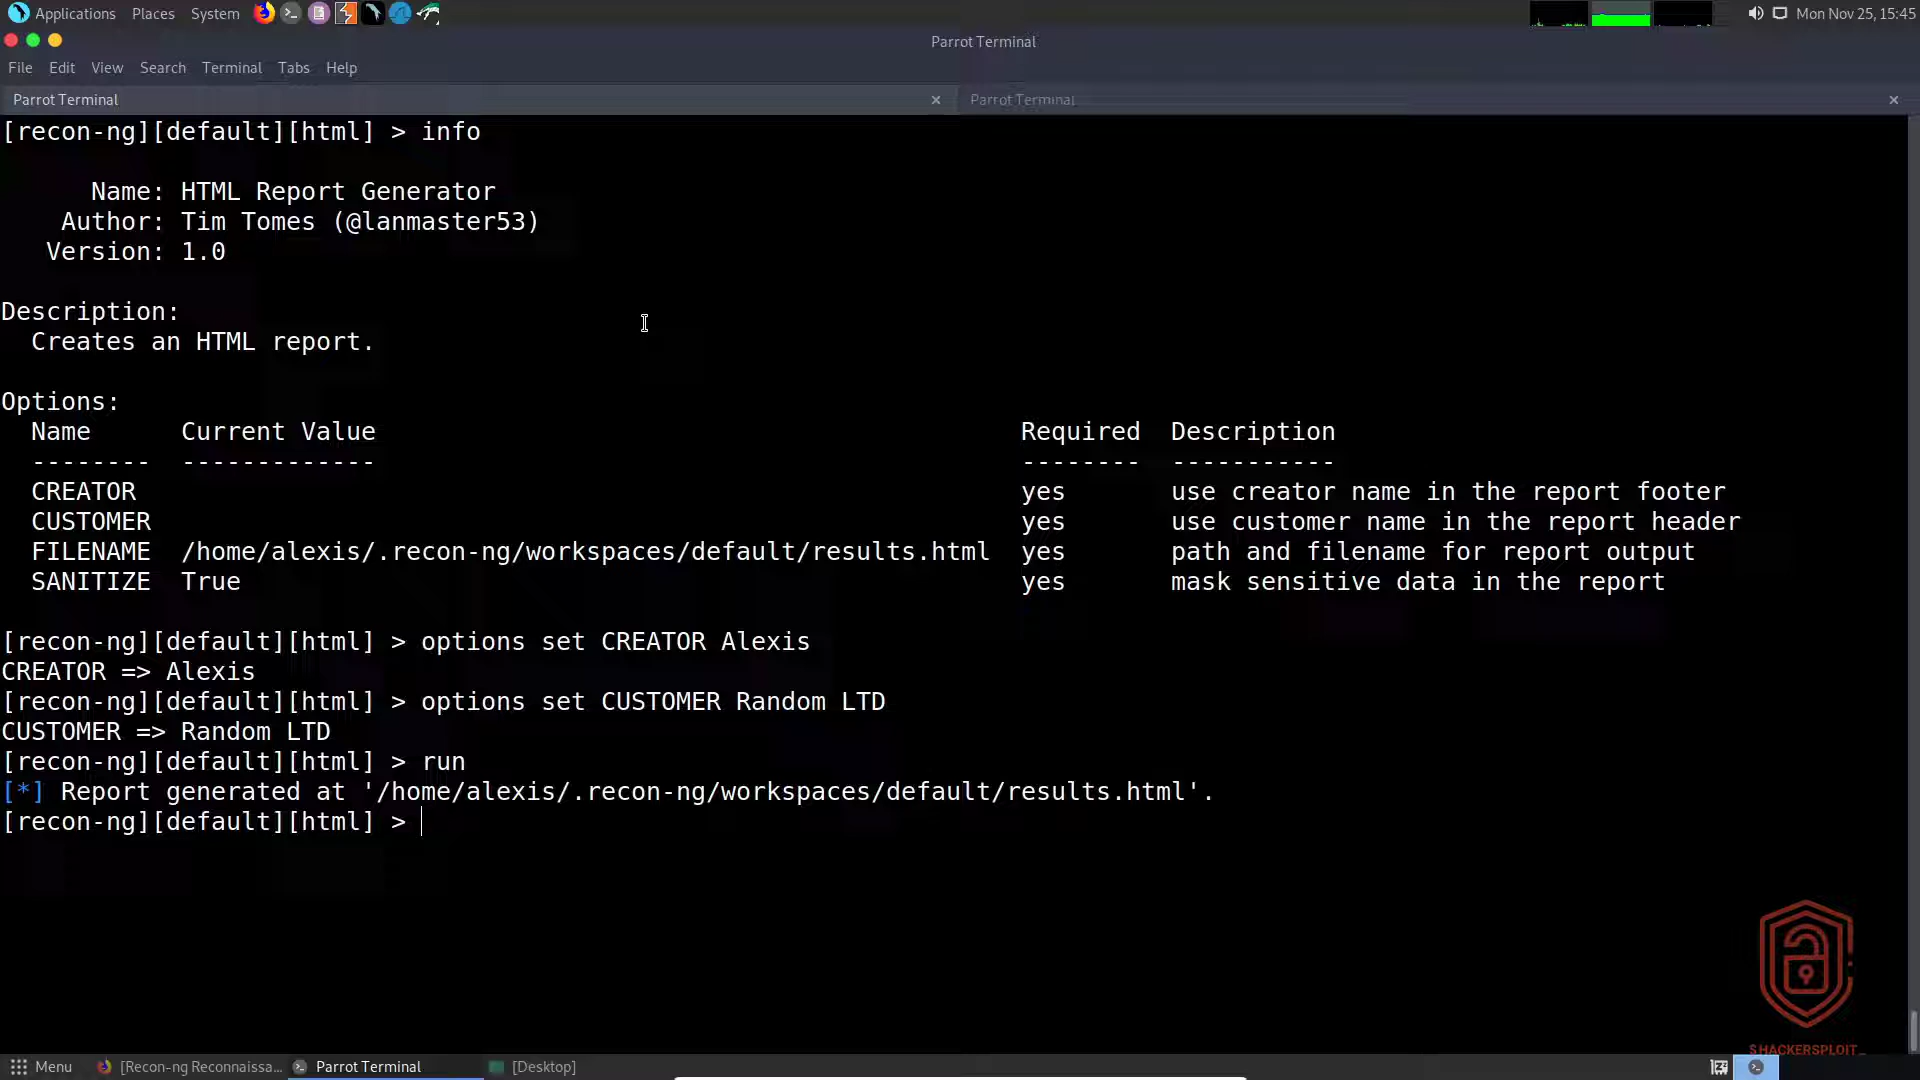 Applications Places System Mon Nov 25, 15:45
Parrot Terminal
File Edit View Search Terminal Tabs Help
Parrot Terminal × Parrot Terminal ×
[recon-ng][default][html] > info
Name: HTML Report Generator
Author: Tim Tomes (@lanmaster53)
Version: 1.0
Description:
Creates an HTML report.
Options:
Name Current Value Required Description
-------- ------------- -------- -----------
CREATOR yes use creator name in the report footer
CUSTOMER yes use customer name in the report header
FILENAME /home/alexis/.recon-ng/workspaces/default/results.html yes path and filename for report output
SANITIZE True yes mask sensitive data in the report
[recon-ng][default][html] > options set CREATOR Alexis
CREATOR => Alexis
[recon-ng][default][html] > options set CUSTOMER Random LTD
CUSTOMER => Random LTD
[recon-ng][default][html] > run
[*] Report generated at '/home/alexis/.recon-ng/workspaces/default/results.html'.
[recon-ng][default][html] >
$HACKERSPLOIT_
Menu [Recon-ng Reconnaissa... Parrot Terminal [Desktop]